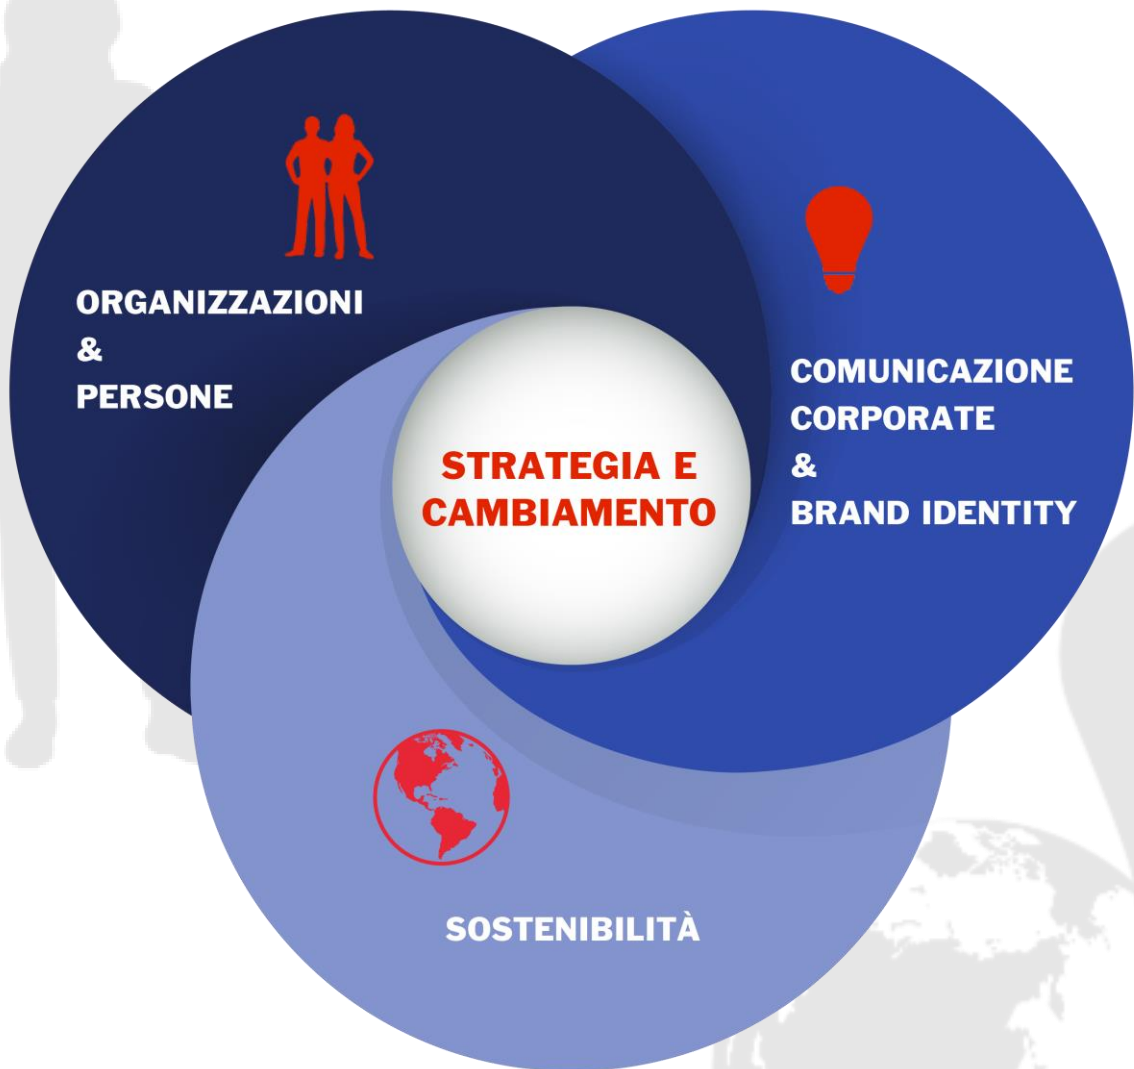 ORGANIZZAZIONI
&
PERSONE
COMUNICAZIONE
CORPORATE
&
BRAND IDENTITY
STRATEGIA E
CAMBIAMENTO
SOSTENIBILITÀ